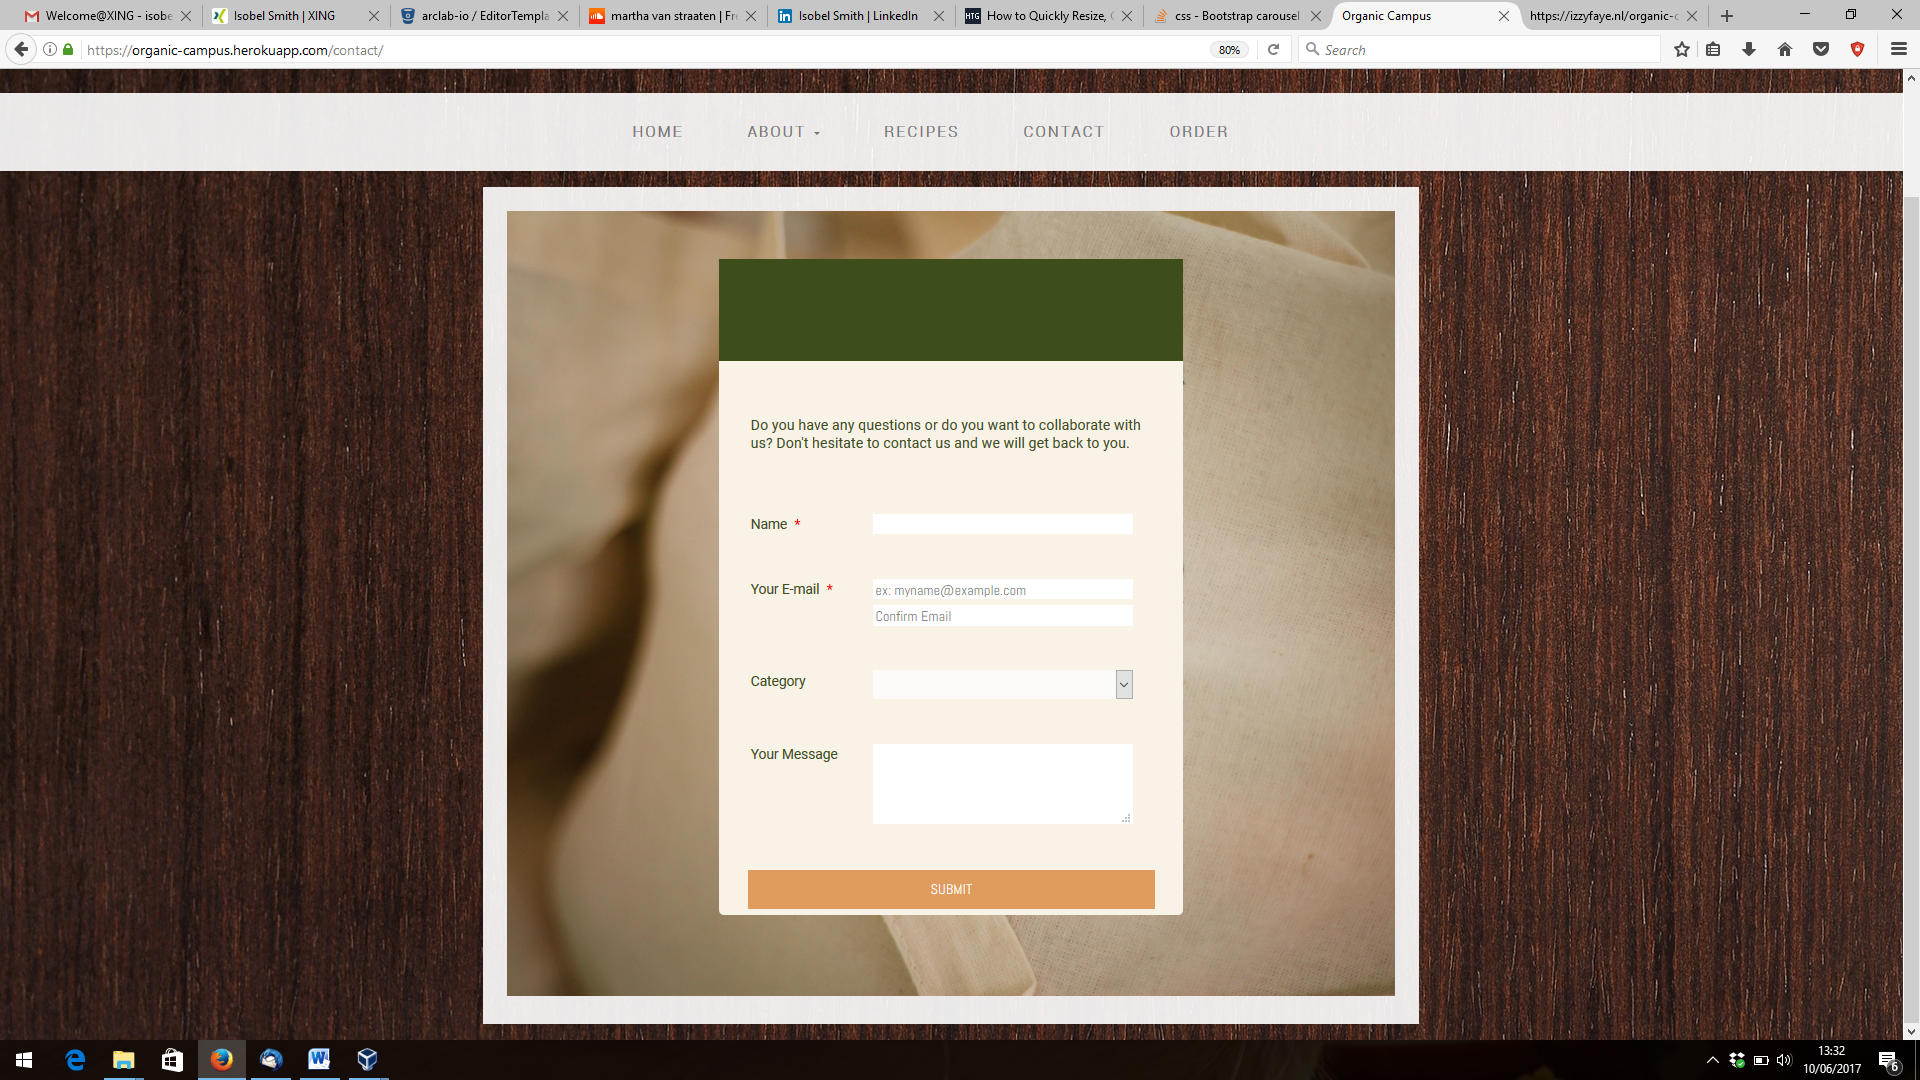 Welcome@XING - isobe
Isobel Smith | XING
arclab-io / EditorTempla
martha van straaten | Fre
Isobel Smith | LinkedIn
HTG How to Quickly Resize, C
css - Bootstrap carousel
Organic Campus
https://izzyfaye.nl/organic-c
https://organic-campus.herokuapp.com/contact/
80%
Search
HOME
ABOUT
RECIPES
CONTACT
ORDER
Do you have any questions or do you want to collaborate with
us? Don't hesitate to contact us and we will get back to you.
Name *
Your E-mail *
ex: myname@example.com
Confirm Email
Category
Your Message
SUBMIT
13:32
10/06/2017
6